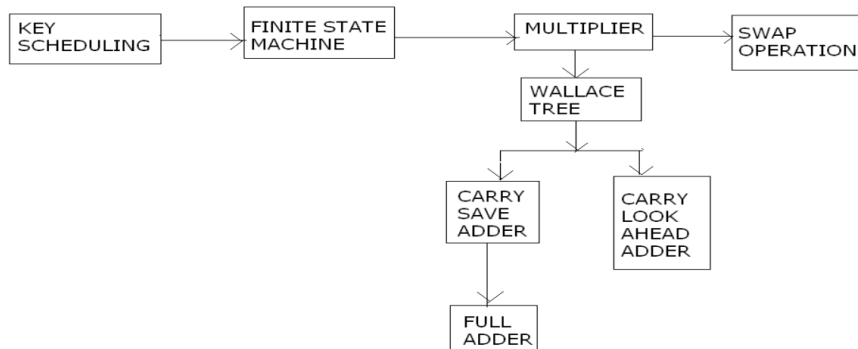 KEY
SCHEDULING
FINITE STATE
MACHINE
MULTIPLIER
SWAP
OPERATION
WALLACE
TREE
CARRY
SAVE
ADDER
CARRY
LOOK
AHEAD
ADDER
FULL
ADDER